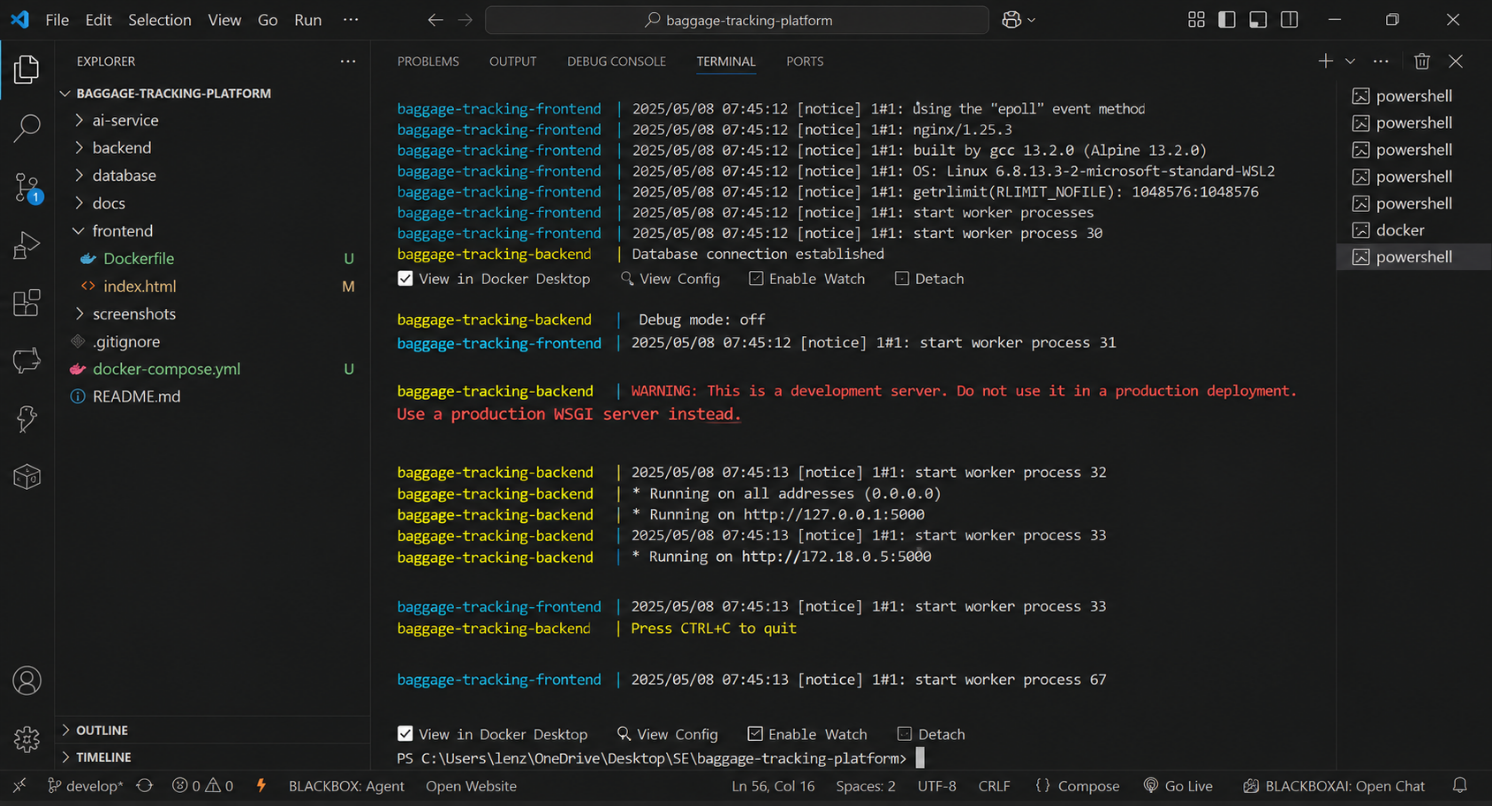 File Edit Selection View Go Run ··· baggage-tracking-platform
EXPLORER ···
BAGGAGE-TRACKING-PLATFORM
ai-service
backend
database
docs
frontend
Dockerfile U
index.html M
screenshots
.gitignore
docker-compose.yml U
README.md
OUTLINE
TIMELINE
1
PROBLEMS OUTPUT DEBUG CONSOLE TERMINAL PORTS
baggage-tracking-frontend | 2025/05/08 07:45:12 [notice] 1#1: using the "epoll" event method
baggage-tracking-frontend | 2025/05/08 07:45:12 [notice] 1#1: nginx/1.25.3
baggage-tracking-frontend | 2025/05/08 07:45:12 [notice] 1#1: built by gcc 13.2.0 (Alpine 13.2.0)
baggage-tracking-frontend | 2025/05/08 07:45:12 [notice] 1#1: OS: Linux 6.8.13.3-2-microsoft-standard-WSL2
baggage-tracking-frontend | 2025/05/08 07:45:12 [notice] 1#1: getrlimit(RLIMIT_NOFILE): 1048576:1048576
baggage-tracking-frontend | 2025/05/08 07:45:12 [notice] 1#1: start worker processes
baggage-tracking-frontend | 2025/05/08 07:45:12 [notice] 1#1: start worker process 30
baggage-tracking-backend | Database connection established
View in Docker Desktop View Config Enable Watch Detach
baggage-tracking-backend | Debug mode: off
baggage-tracking-frontend | 2025/05/08 07:45:12 [notice] 1#1: start worker process 31
baggage-tracking-backend | WARNING: This is a development server. Do not use it in a production deployment.
Use a production WSGI server instead.
baggage-tracking-backend | 2025/05/08 07:45:13 [notice] 1#1: start worker process 32
baggage-tracking-backend | * Running on all addresses (0.0.0.0)
baggage-tracking-backend | * Running on http://127.0.0.1:5000
baggage-tracking-backend | 2025/05/08 07:45:13 [notice] 1#1: start worker process 33
baggage-tracking-backend | * Running on http://172.18.0.5:5000
baggage-tracking-frontend | 2025/05/08 07:45:13 [notice] 1#1: start worker process 33
baggage-tracking-backend | Press CTRL+C to quit
baggage-tracking-frontend | 2025/05/08 07:45:13 [notice] 1#1: start worker process 67
View in Docker Desktop View Config Enable Watch Detach
PS C:\Users\lenz\OneDrive\Desktop\SE\baggage-tracking-platform>
powershell
powershell
powershell
powershell
powershell
docker
powershell
develop* 0 0 BLACKBOX: Agent Open Website Ln 56, Col 16 Spaces: 2 UTF-8 CRLF { } Compose Go Live BLACKBOXAI: Open Chat